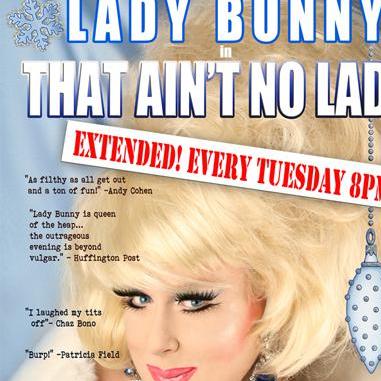 LADY BUNNY
in
THAT AIN'T NO LAD
EXTENDED! EVERY TUESDAY 8PM
"As filthy as all get out
and a ton of fun!" -Andy Cohen
"Lady Bunny is queen
of the heap...
the outrageous
evening is beyond
vulgar." - Huffington Post
"I laughed my tits
off"- Chaz Bono
"Burp!" -Patricia Field